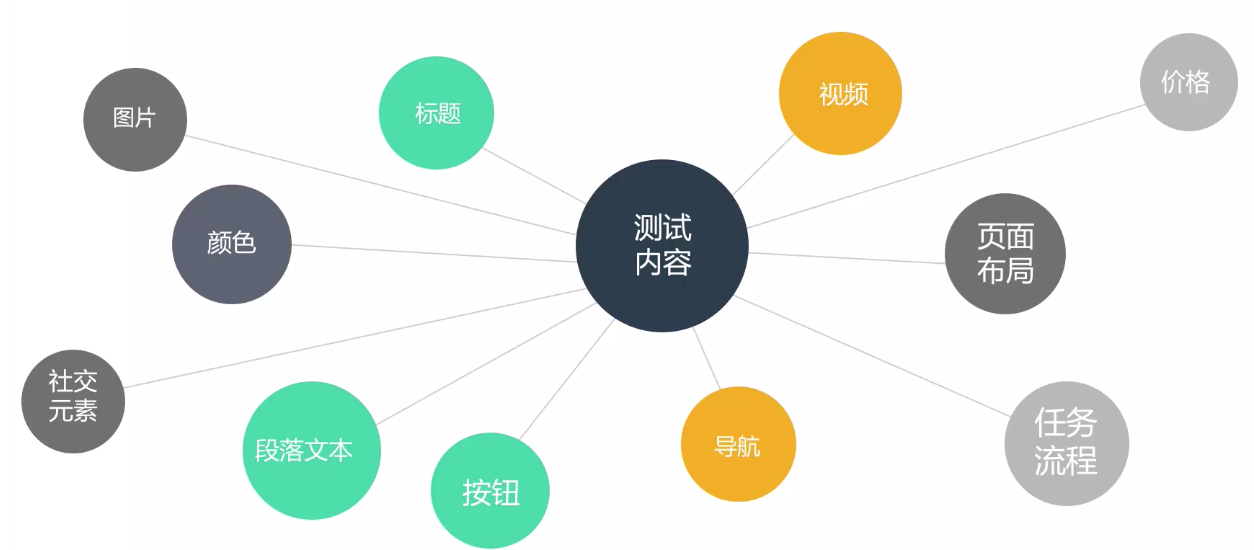 图片
标题
视频
价格
颜色
测试
内容
页面
布局
社交
元素
段落文本
按钮
导航
任务
流程